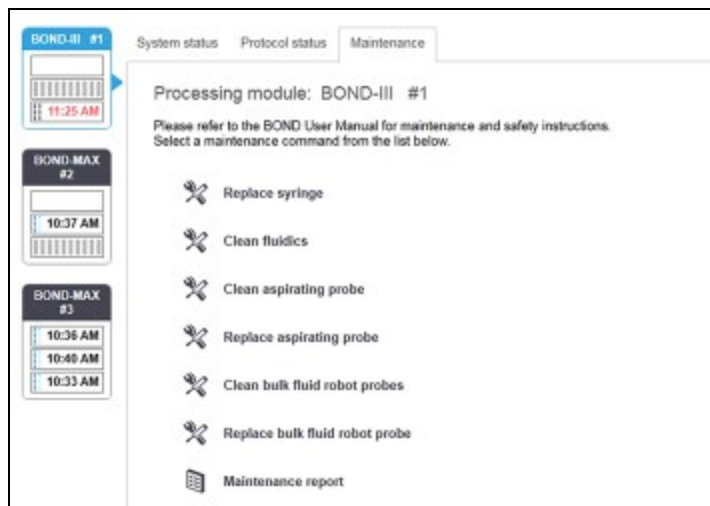 BOND-III #1
11:25 AM
BOND-MAX
#2
10:37 AM
BOND-MAX
#3
10:36 AM
10:40 AM
10:33 AM
System status Protocol status Maintenance
Processing module: BOND-III #1
Please refer to the BOND User Manual for maintenance and safety instructions.
Select a maintenance command from the list below.
Replace syringe
Clean fluidics
Clean aspirating probe
Replace aspirating probe
Clean bulk fluid robot probes
Replace bulk fluid robot probe
Maintenance report